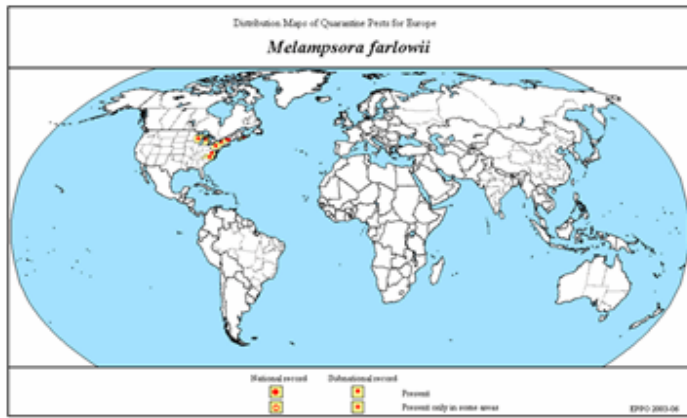 Distribution Maps of Quarantine Pests for Europe
Melampsora farlowii
National record Subnational record
Present
Present only in some areas
EPPO 2003-06